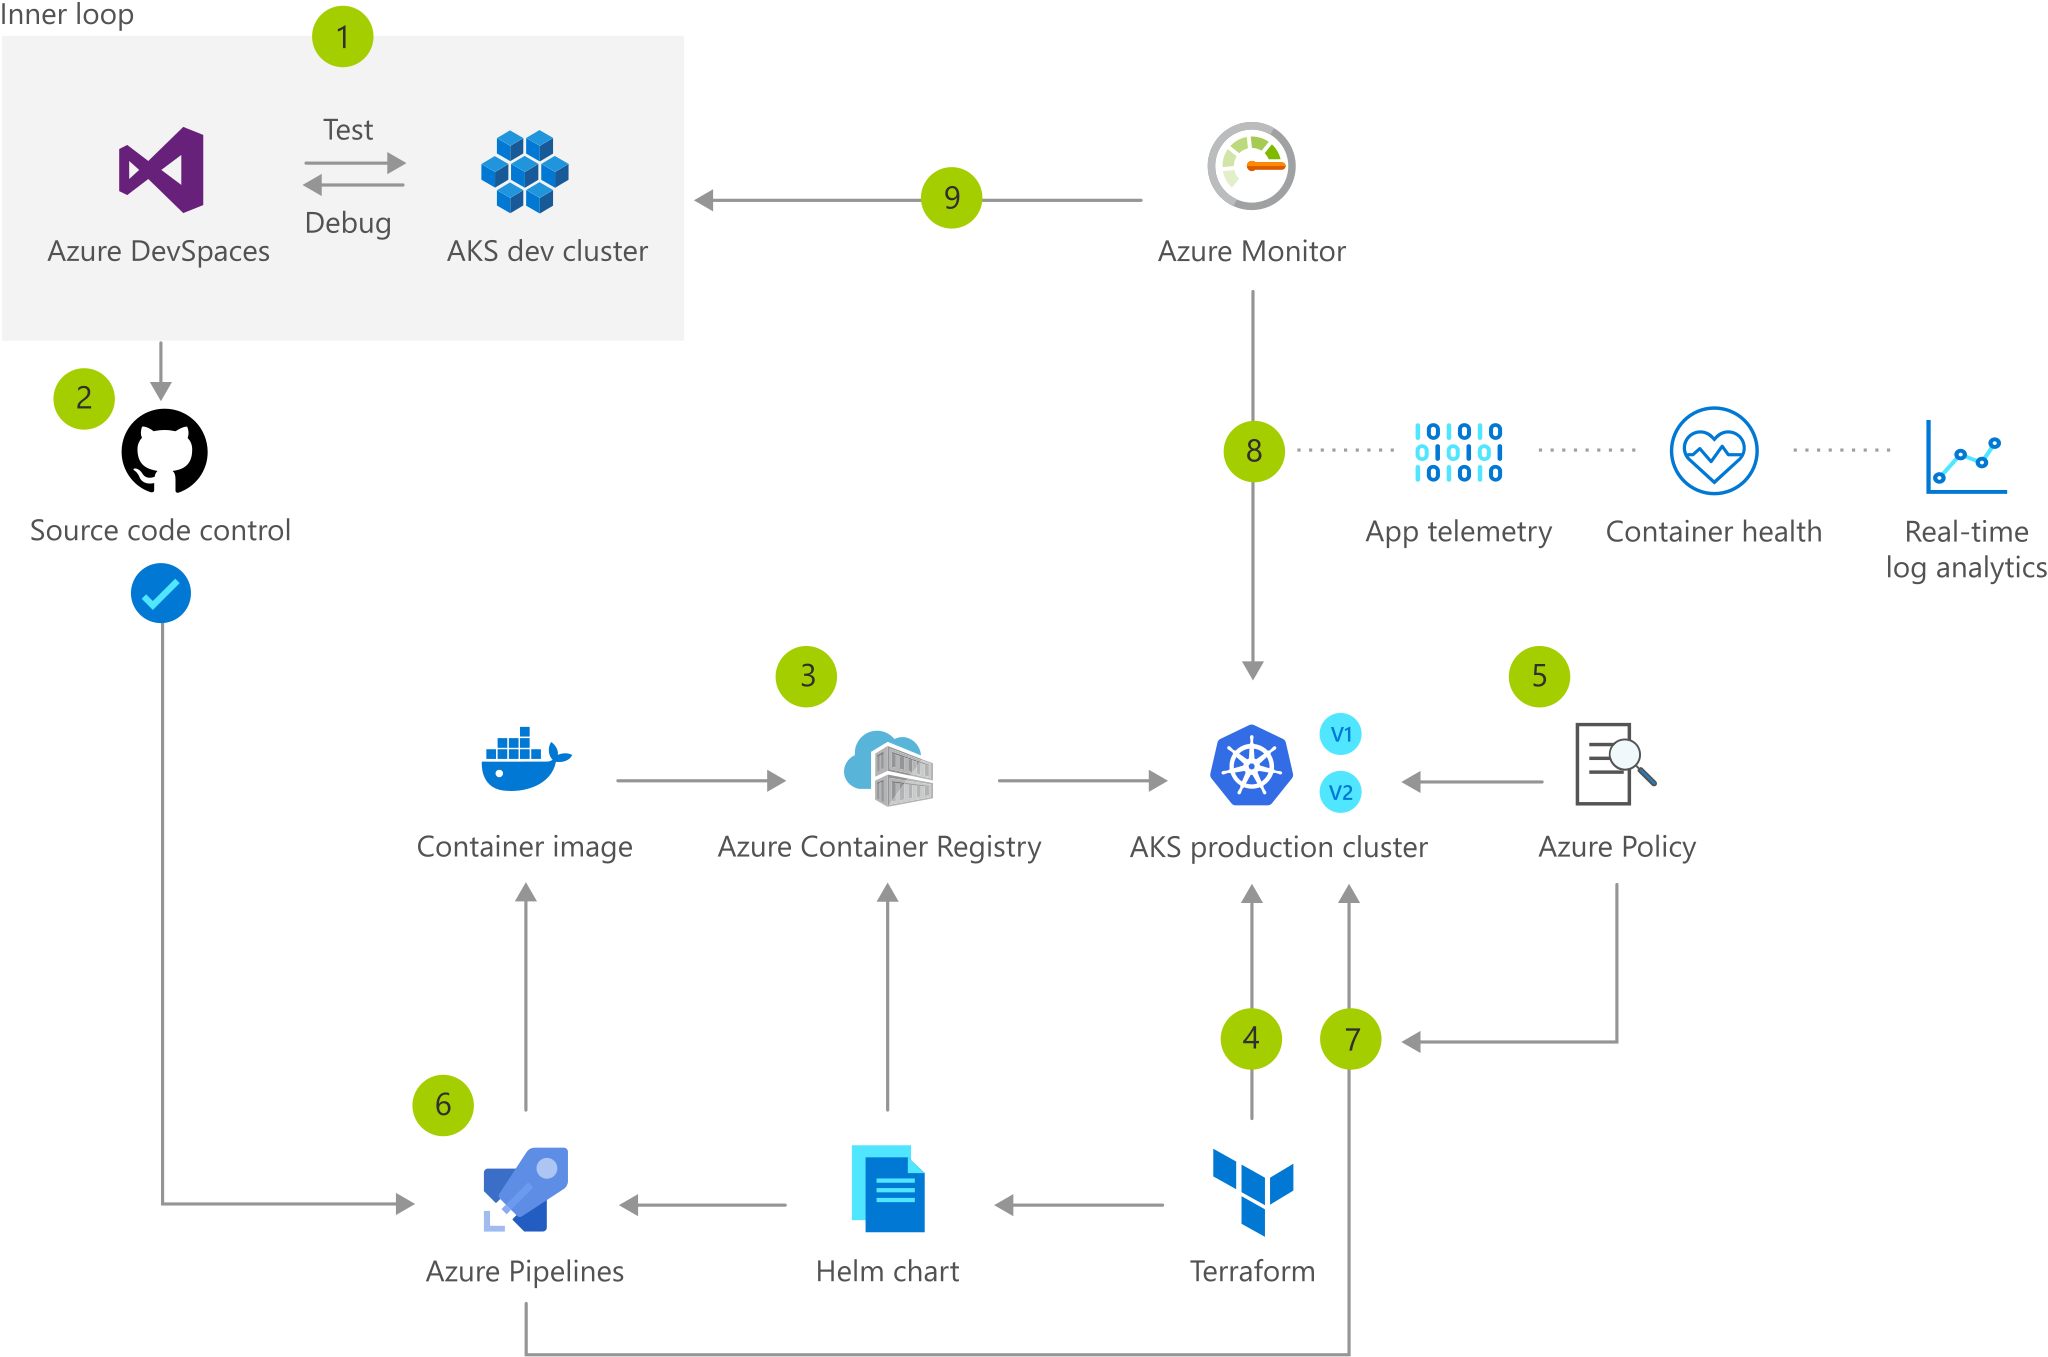 Inner loop
1
Test
Debug
Azure DevSpaces
AKS dev cluster
9
Azure Monitor
2
Source code control
8
App telemetry
Container health
Real-time
log analytics
3
5
V1
V2
Container image
Azure Container Registry
AKS production cluster
Azure Policy
4
7
6
Azure Pipelines
Helm chart
Terraform